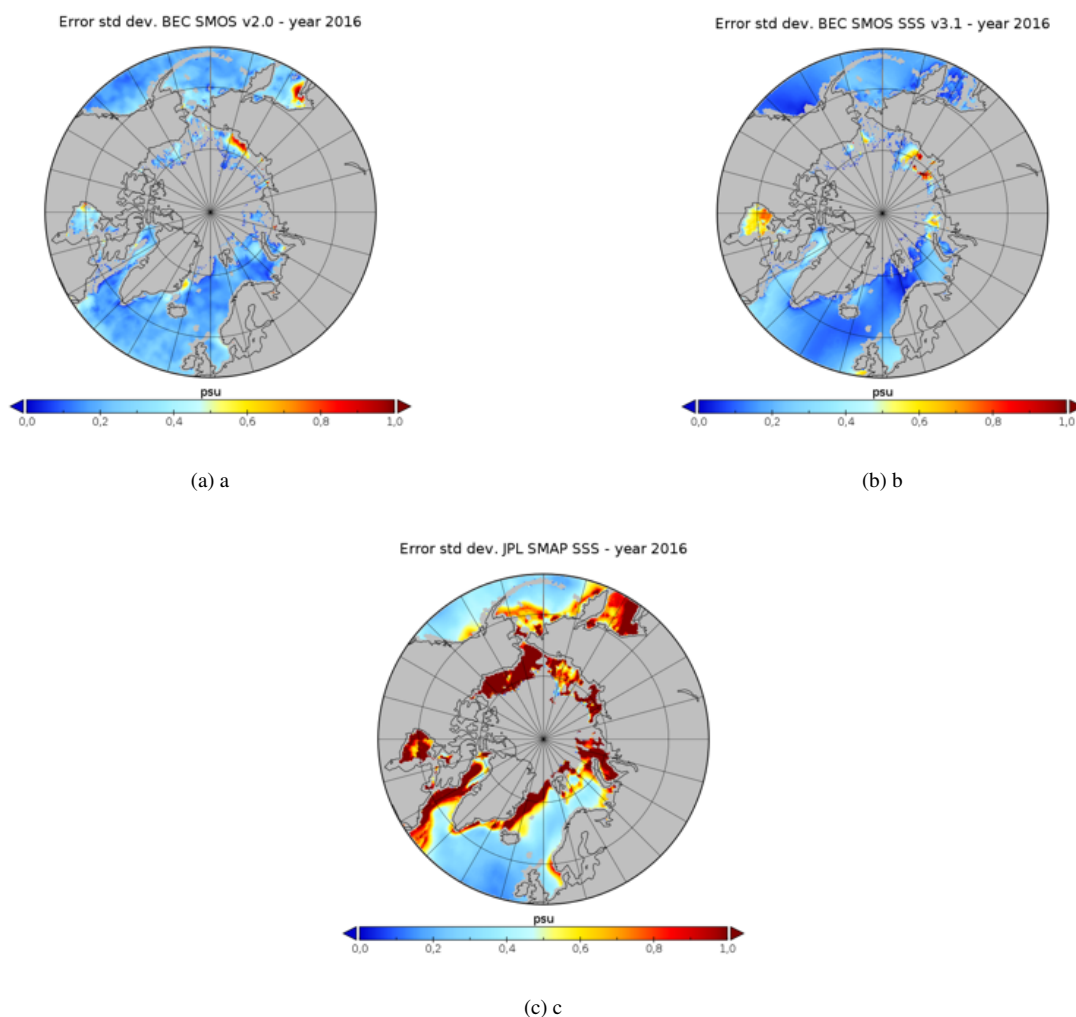 Error std dev. BEC SMOS v2.0 - year 2016
psu
0,0 0,2 0,4 0,6 0,8 1,0
(a) a
Error std dev. BEC SMOS SSS v3.1 - year 2016
psu
0,0 0,2 0,4 0,6 0,8 1,0
(b) b
Error std dev. JPL SMAP SSS - year 2016
psu
0,0 0,2 0,4 0,6 0,8 1,0
(c) c